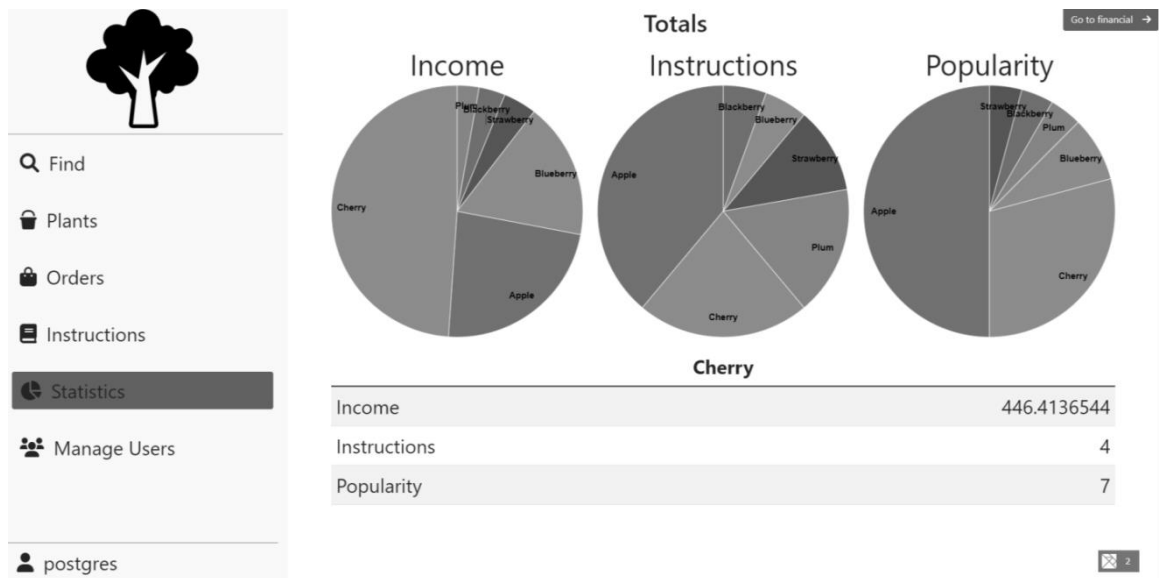 Find
Plants
Orders
Instructions
Statistics
Manage Users
postgres
Totals
Go to financial →
Income
Plum
Blackberry
Strawberry
Blueberry
Apple
Cherry
Instructions
Blackberry
Blueberry
Strawberry
Plum
Cherry
Apple
Popularity
Strawberry
Blackberry
Plum
Blueberry
Cherry
Apple
Cherry
Income 446.4136544
Instructions 4
Popularity 7
2